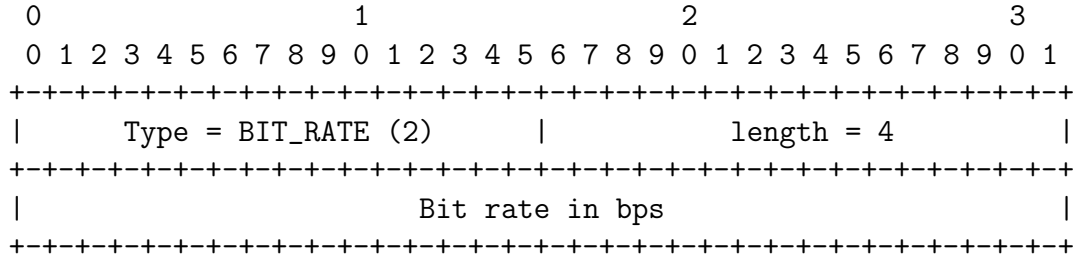 0                   1                   2                   3
 0 1 2 3 4 5 6 7 8 9 0 1 2 3 4 5 6 7 8 9 0 1 2 3 4 5 6 7 8 9 0 1
+-+-+-+-+-+-+-+-+-+-+-+-+-+-+-+-+-+-+-+-+-+-+-+-+-+-+-+-+-+-+-+-+
|      Type = BIT_RATE (2)      |           length = 4          |
+-+-+-+-+-+-+-+-+-+-+-+-+-+-+-+-+-+-+-+-+-+-+-+-+-+-+-+-+-+-+-+-+
|                        Bit rate in bps                        |
+-+-+-+-+-+-+-+-+-+-+-+-+-+-+-+-+-+-+-+-+-+-+-+-+-+-+-+-+-+-+-+-+